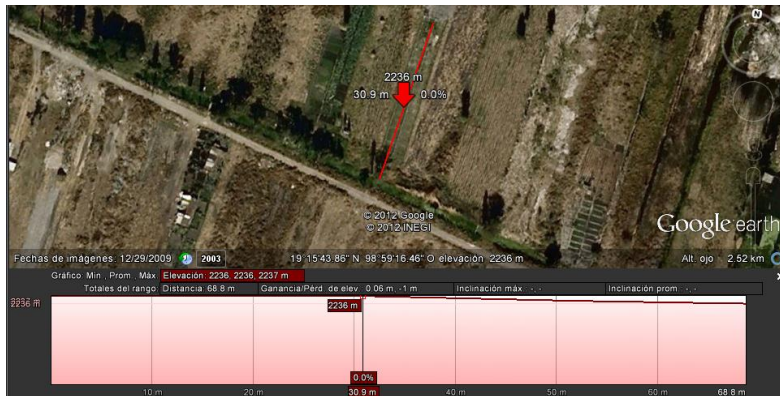 N
2236 m
30.9 m 0.0%
© 2012 Google
© 2012 INEGI
Google earth
Fechas de imágenes: 12/29/2009 2003 19°15'43.86" N 98°59'16.46" O elevación 2236 m Alt. ojo 2.52 km
Gráfico: Mín., Prom., Máx. Elevación: 2236, 2236, 2237 m
Totales del rango: Distancia: 68.8 m Ganancia/Pérd. de elev.: 0.06 m, -1 m Inclinación máx.: -, - Inclinación prom.: -, -
2236 m
2236 m
0.0%
10 m 20 m 30.9 m 40 m 50 m 60 m 68.8 m